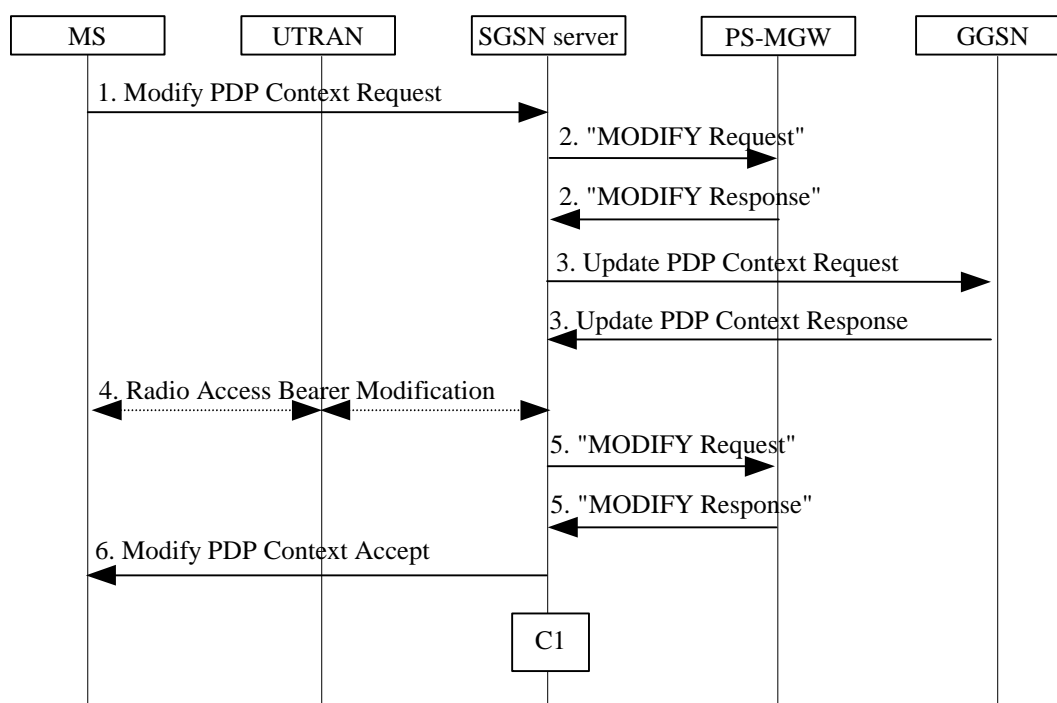 MS
UTRAN
SGSN server
PS-MGW
GGSN
1. Modify PDP Context Request
2. "MODIFY Request"
2. "MODIFY Response"
3. Update PDP Context Request
3. Update PDP Context Response
4. Radio Access Bearer Modification
5. "MODIFY Request"
5. "MODIFY Response"
6. Modify PDP Context Accept
C1